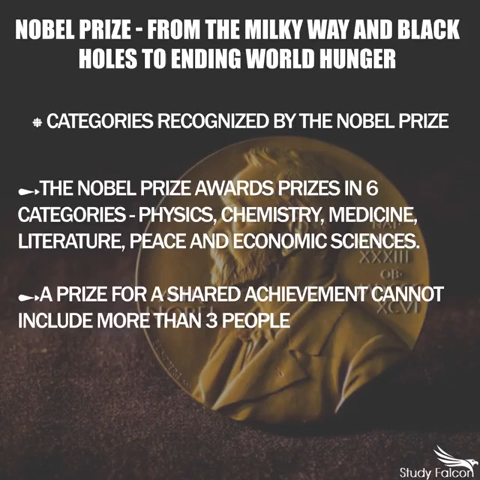 NOBEL PRIZE - FROM THE MILKY WAY AND BLACK
HOLES TO ENDING WORLD HUNGER
CATEGORIES RECOGNIZED BY THE NOBEL PRIZE
THE NOBEL PRIZE AWARDS PRIZES IN 6
CATEGORIES - PHYSICS, CHEMISTRY, MEDICINE,
LITERATURE, PEACE AND ECONOMIC SCIENCES.
XXXIII
OB·
A PRIZE FOR A SHARED ACHIEVEMENT CANNOT
XCVI
INCLUDE MORE THAN 3 PEOPLE
Study Falcon